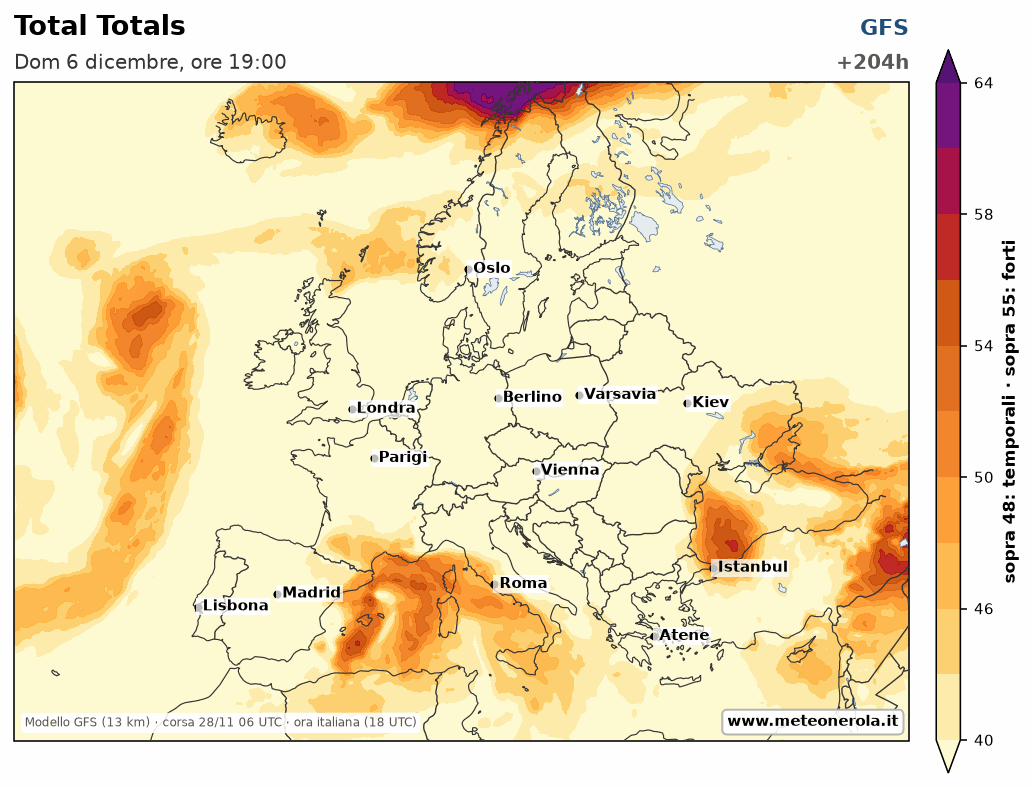 Total Totals
GFS
Dom 6 dicembre, ore 19:00
+204h
64
58
54
50
46
40
sopra 48: temporali · sopra 55: forti
Oslo
Berlino
Varsavia
Kiev
Londra
Parigi
Vienna
Istanbul
Roma
Madrid
Lisbona
Atene
Modello GFS (13 km) · corsa 28/11 06 UTC · ora italiana (18 UTC)
www.meteonerola.it